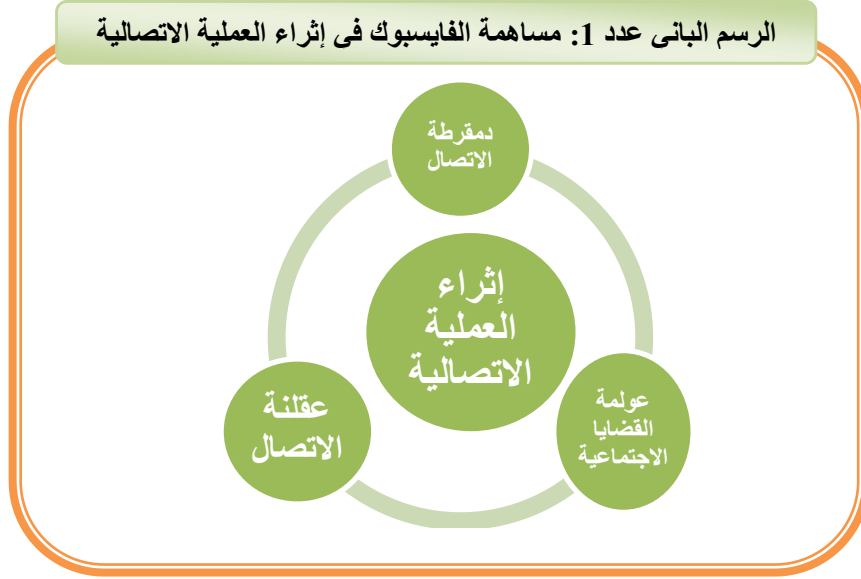 الرسم البانى عدد 1: مساهمة الفايسبوك فى إثراء العملية الاتصالية
دمقرطة
الاتصال
إثراء
العملية
الاتصالية
عولمة
القضايا
الاجتماعية
عقلنة
الاتصال